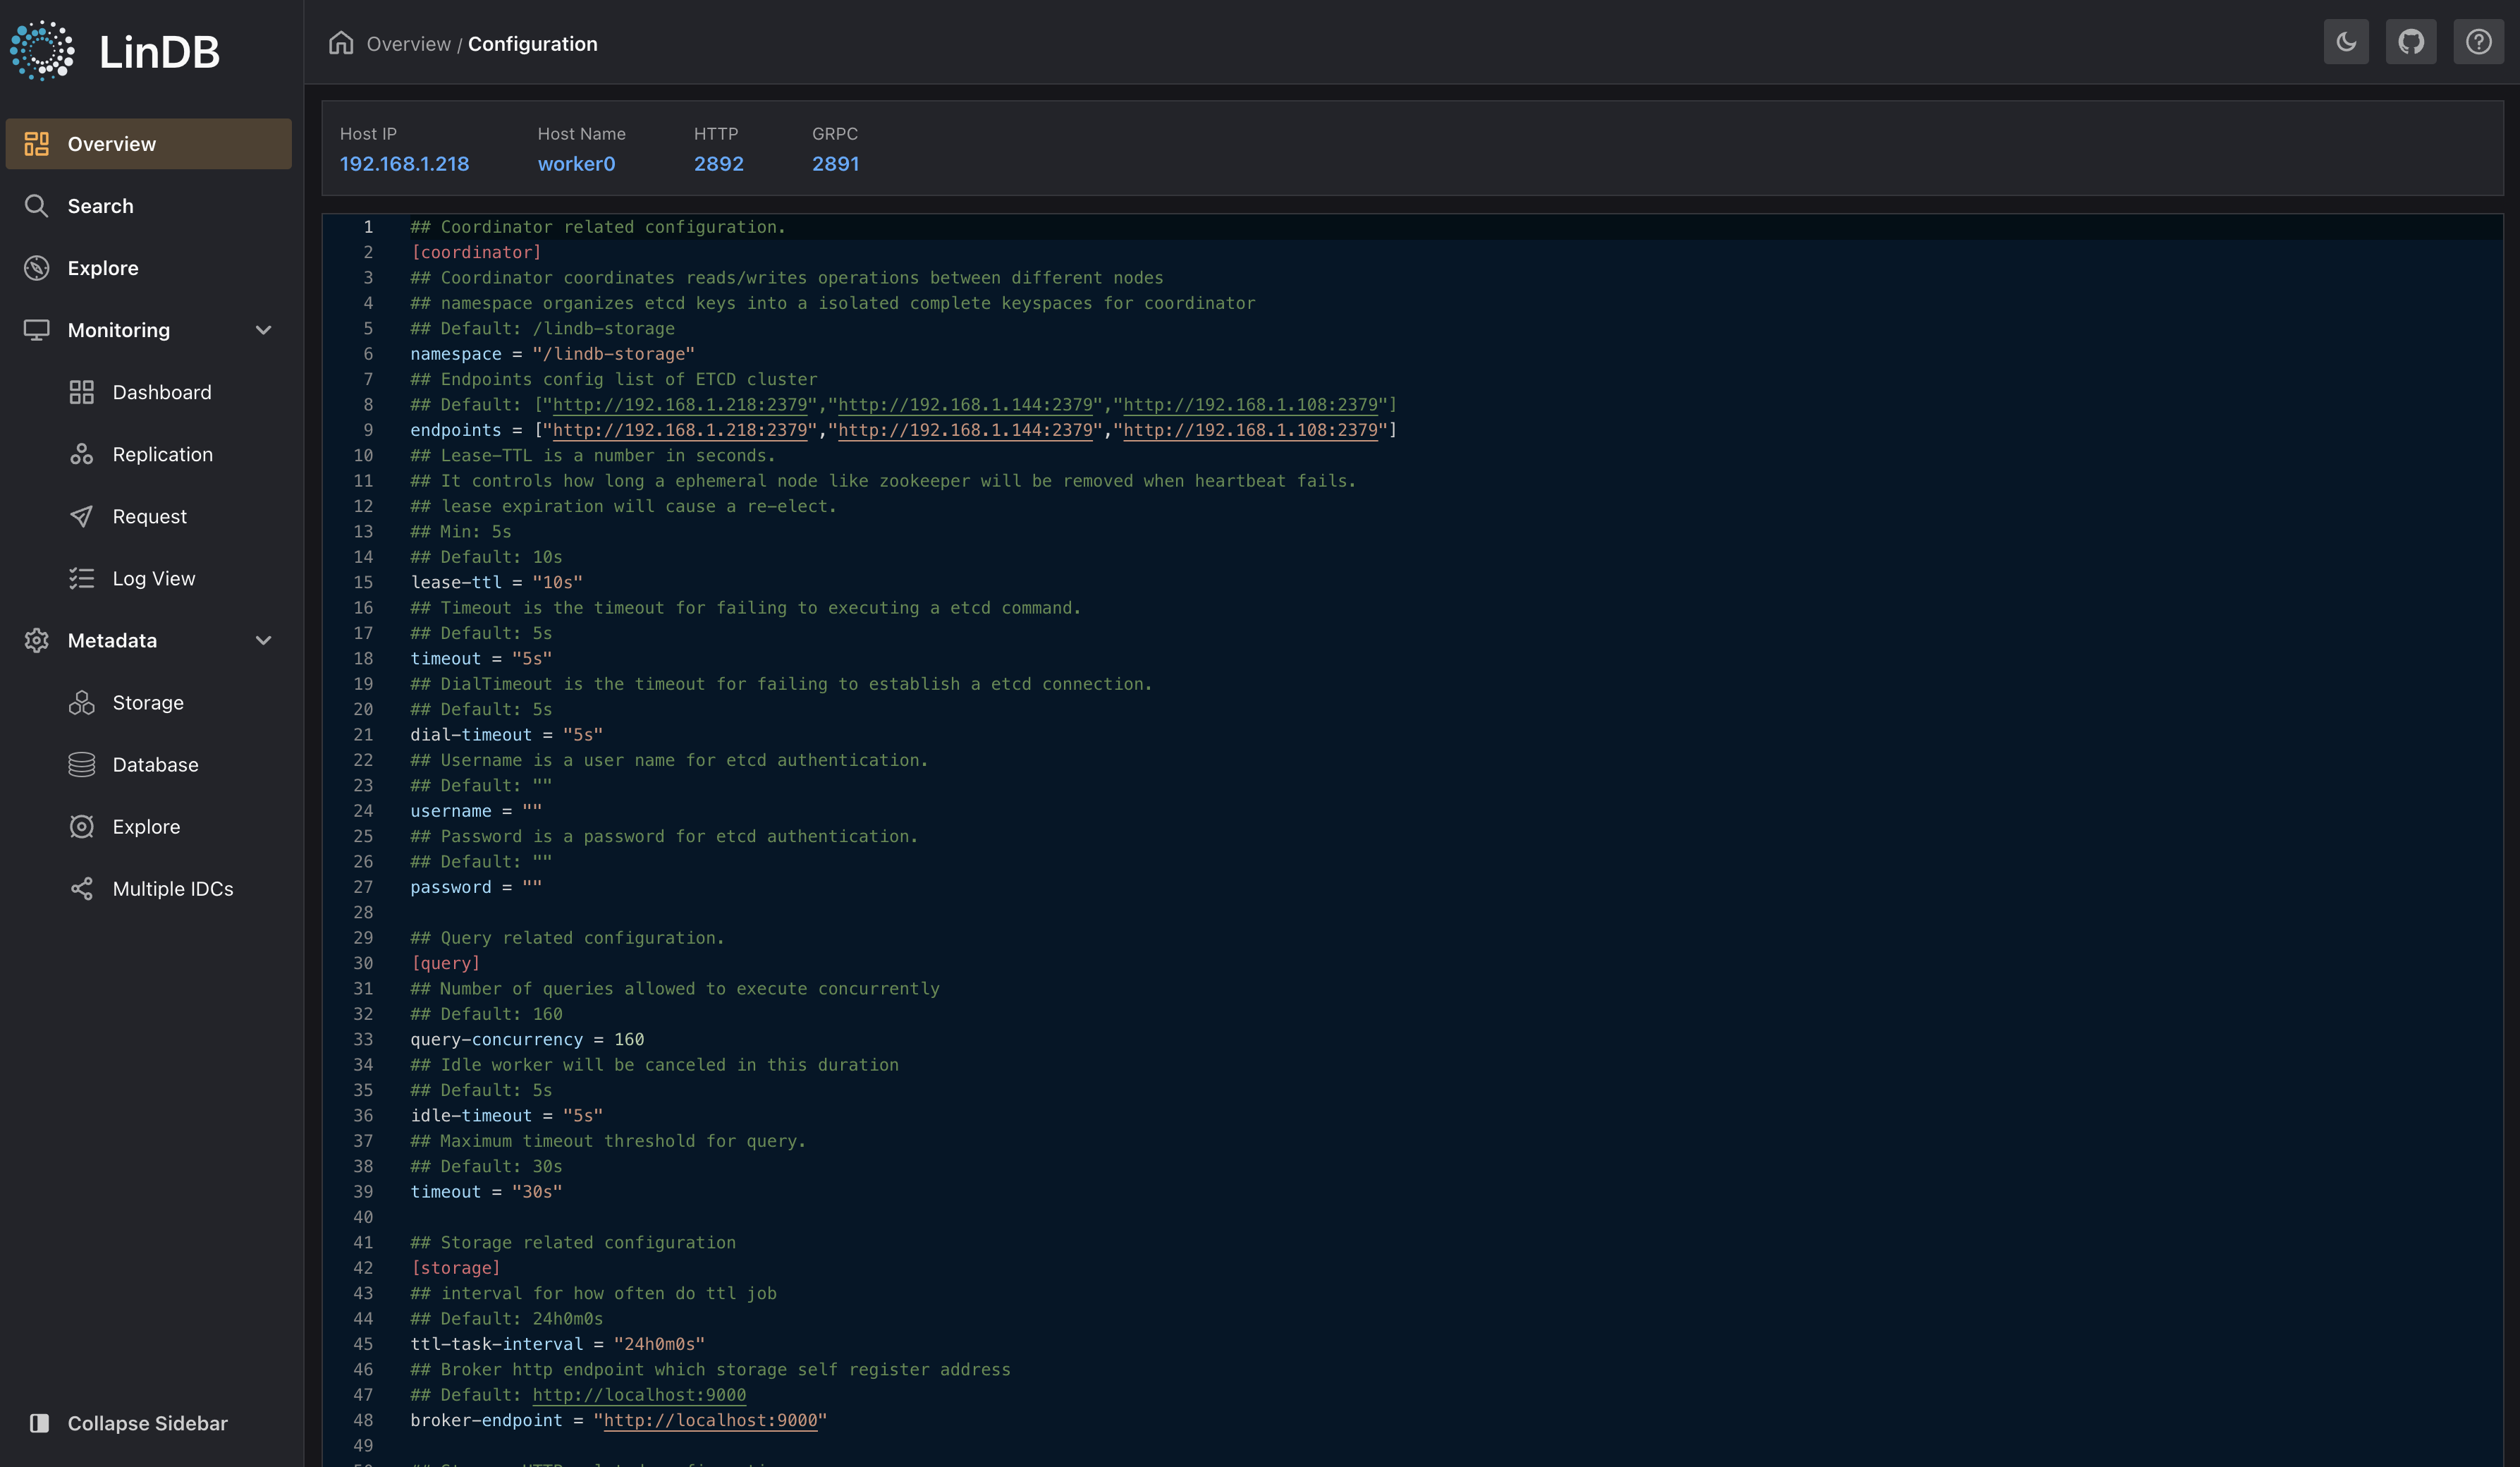 LinDB
Overview
Search
Explore
Monitoring
Dashboard
Replication
Request
Log View
Metadata
Storage
Database
Explore
Multiple IDCs
Collapse Sidebar
Overview / Configuration
Host IP Host Name HTTP GRPC
192.168.1.218 worker0 2892 2891
1 ## Coordinator related configuration.
2 [coordinator]
3 ## Coordinator coordinates reads/writes operations between different nodes
4 ## namespace organizes etcd keys into a isolated complete keyspaces for coordinator
5 ## Default: /lindb-storage
6 namespace = "/lindb-storage"
7 ## Endpoints config list of ETCD cluster
8 ## Default: ["http://192.168.1.218:2379","http://192.168.1.144:2379","http://192.168.1.108:2379"]
9 endpoints = ["http://192.168.1.218:2379","http://192.168.1.144:2379","http://192.168.1.108:2379"]
10 ## Lease-TTL is a number in seconds.
11 ## It controls how long a ephemeral node like zookeeper will be removed when heartbeat fails.
12 ## lease expiration will cause a re-elect.
13 ## Min: 5s
14 ## Default: 10s
15 lease-ttl = "10s"
16 ## Timeout is the timeout for failing to executing a etcd command.
17 ## Default: 5s
18 timeout = "5s"
19 ## DialTimeout is the timeout for failing to establish a etcd connection.
20 ## Default: 5s
21 dial-timeout = "5s"
22 ## Username is a user name for etcd authentication.
23 ## Default: ""
24 username = ""
25 ## Password is a password for etcd authentication.
26 ## Default: ""
27 password = ""
28
29 ## Query related configuration.
30 [query]
31 ## Number of queries allowed to execute concurrently
32 ## Default: 160
33 query-concurrency = 160
34 ## Idle worker will be canceled in this duration
35 ## Default: 5s
36 idle-timeout = "5s"
37 ## Maximum timeout threshold for query.
38 ## Default: 30s
39 timeout = "30s"
40
41 ## Storage related configuration
42 [storage]
43 ## interval for how often do ttl job
44 ## Default: 24h0m0s
45 ttl-task-interval = "24h0m0s"
46 ## Broker http endpoint which storage self register address
47 ## Default: http://localhost:9000
48 broker-endpoint = "http://localhost:9000"
49